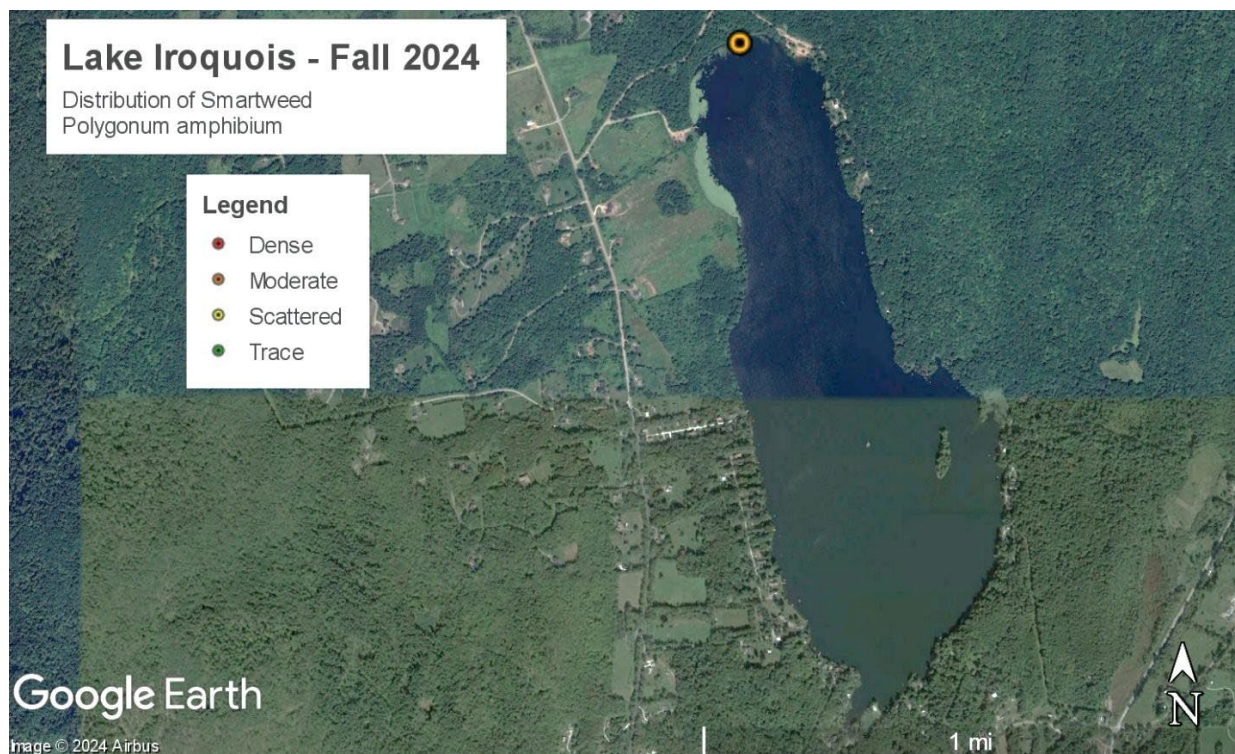 Lake Iroquois - Fall 2024
Distribution of Smartweed
Polygonum amphibium
Legend
Dense
Moderate
Scattered
Trace
Google Earth
N
Image © 2024 Airbus
1 mi